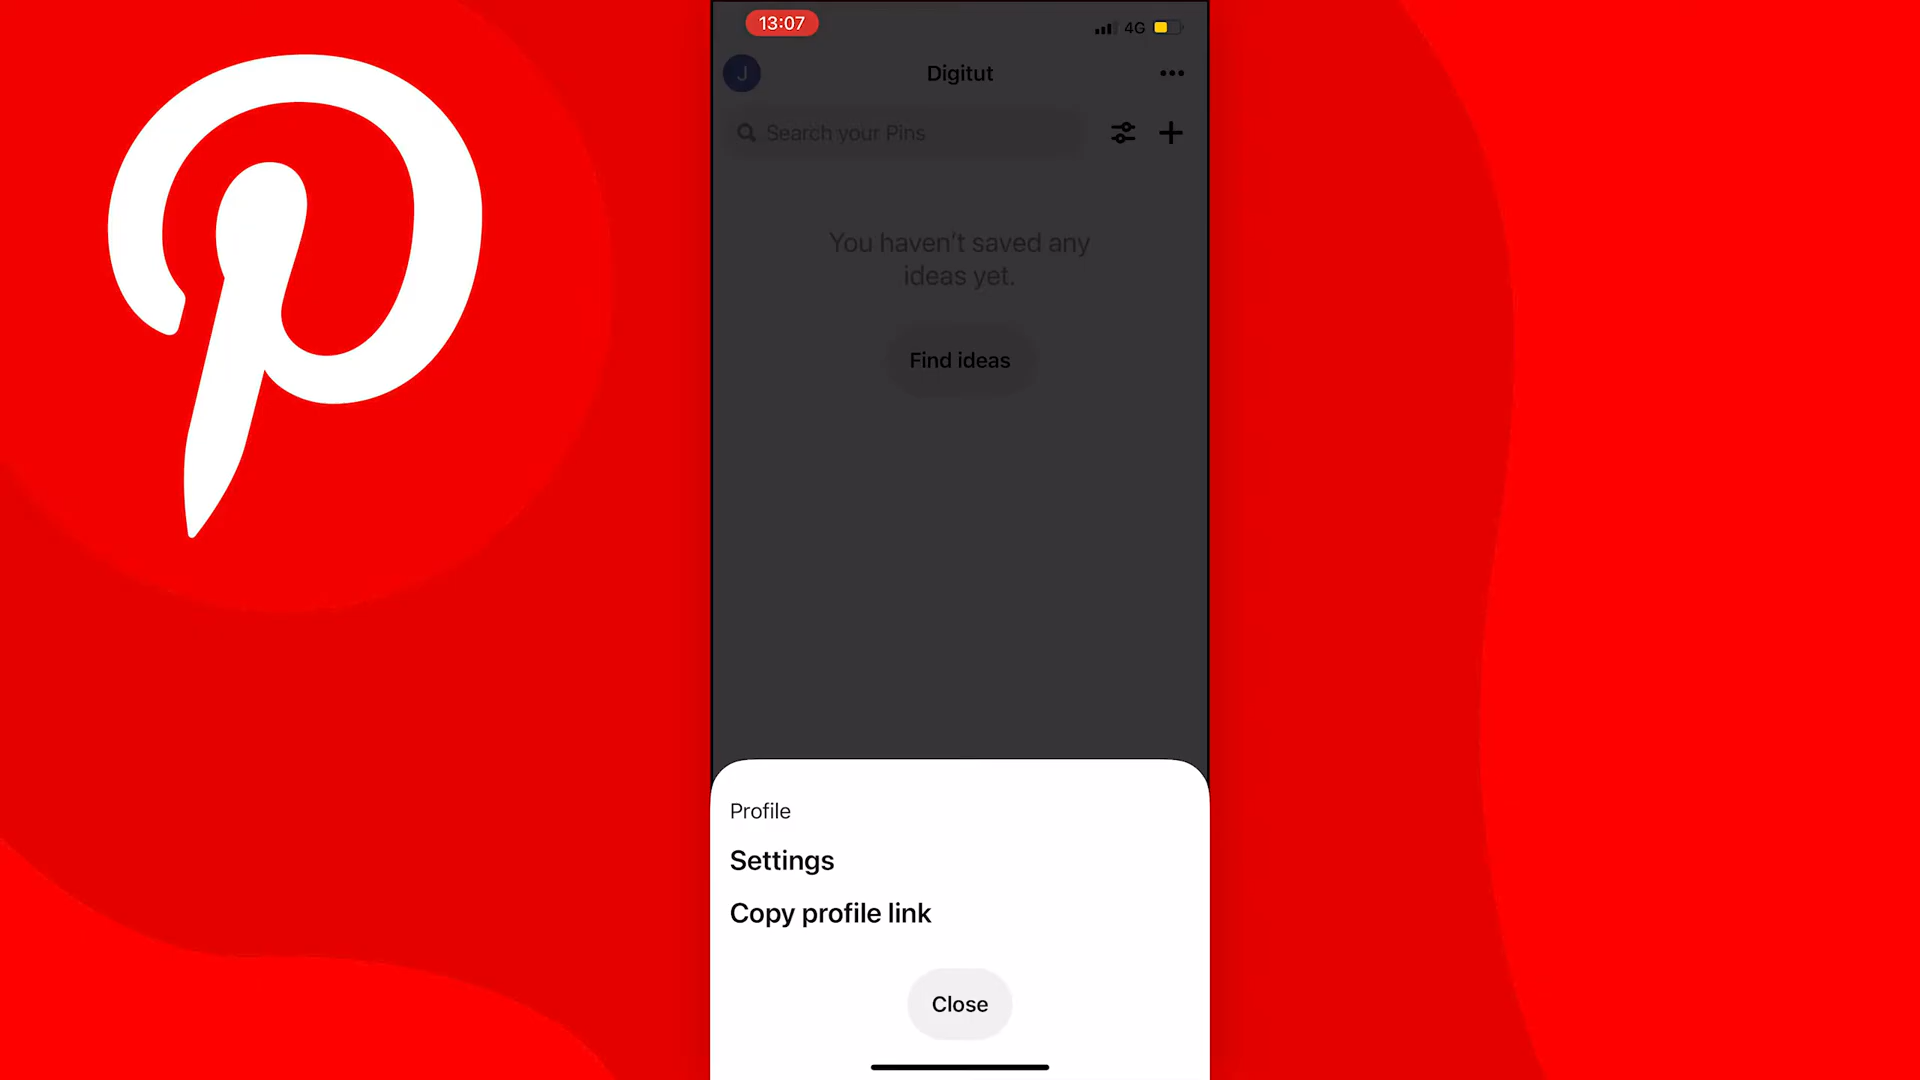 13:07
4G
J
Digitut
Search your Pins
You haven't saved any
ideas yet.
Find ideas
Profile
Settings
Copy profile link
Close